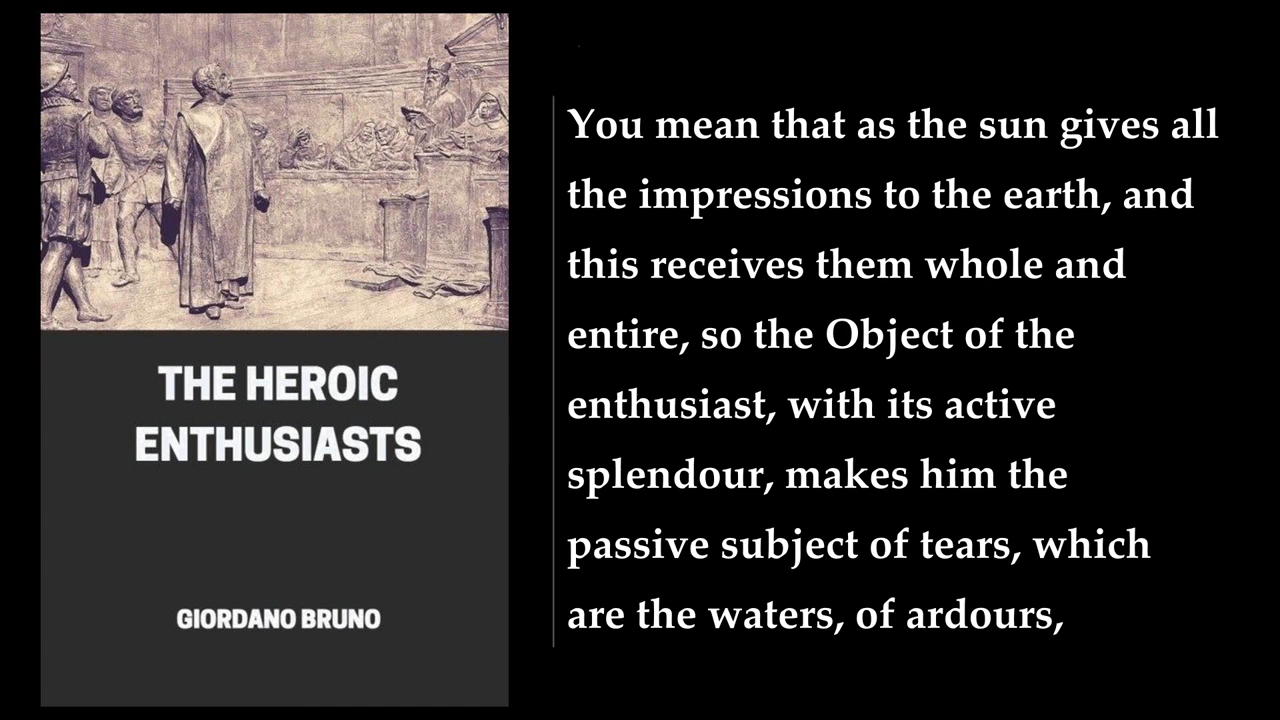 THE HEROIC
ENTHUSIASTS
GIORDANO BRUNO
You mean that as the sun gives all
the impressions to the earth, and
this receives them whole and
entire, so the Object of the
enthusiast, with its active
splendour, makes him the
passive subject of tears, which
are the waters, of ardours,